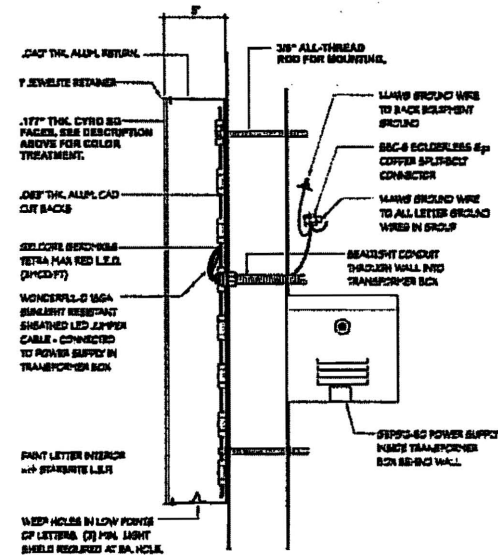 5"
THK. ALUM. RETURN.
1" JEWELITE RETAINER
.177" THK. CYRO SG
FACES, SEE DESCRIPTION
ABOVE FOR COLOR
TREATMENT.
THK. ALUM. CAD
CUT BACKS
TETRA MAX RED L.E.D.
SUNLIGHT RESISTANT
SHEATHED LED JUMPER
CABLE - CONNECTED
TO POWER SUPPLY IN
TRANSFORMER BOX
PAINT LETTER INTERIOR
WEEP HOLES IN LOW POINTS
OF LETTERS. (2) MIN. LIGHT
SHIELD REQUIRED AT EA. HOLE.
3/8" ALL-THREAD
ROD FOR MOUNTING.
GROUND WIRE
TO BACK EQUIPMENT
GROUND
SOLDERLESS
COPPER SPLIT-BOLT
CONNECTOR
GROUND WIRE
TO ALL LETTER GROUND
WIRES IN GROUP
SEALTIGHT CONDUIT
THROUGH WALL INTO
TRANSFORMER BOX
POWER SUPPLY
INSIDE TRANSFORMER
BOX BEHIND WALL